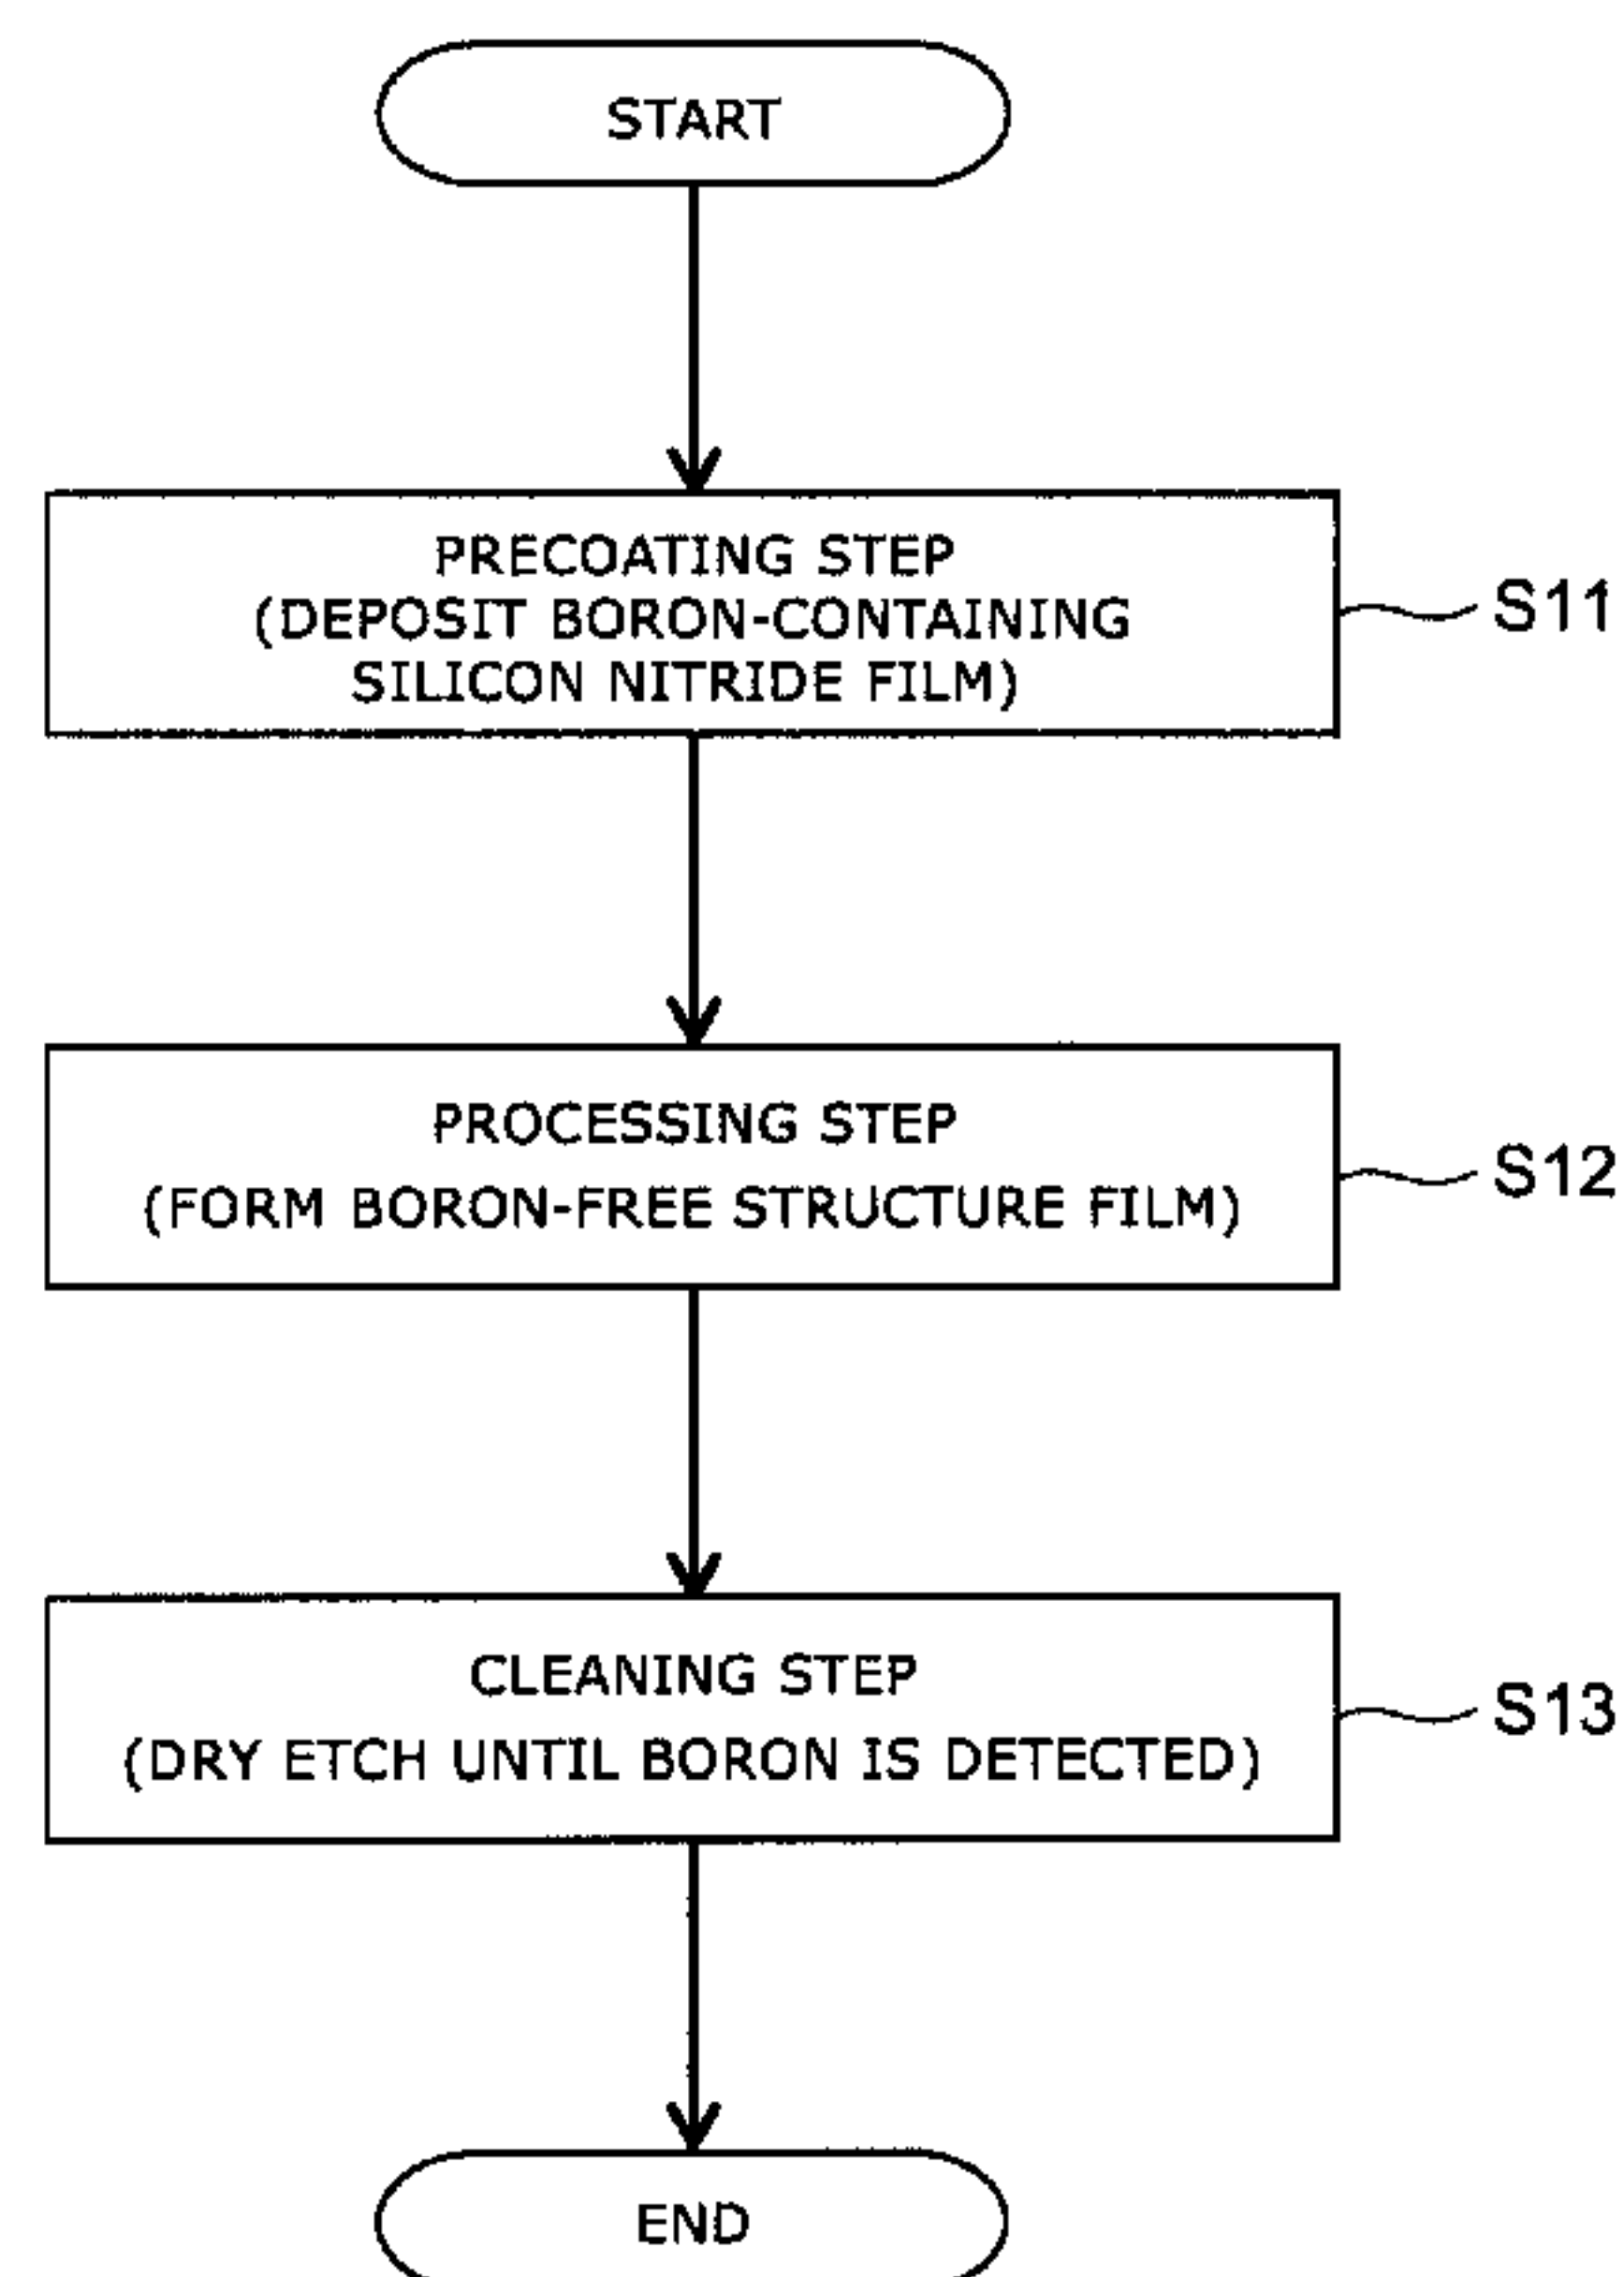 START
PRECOATING STEP
(DEPOSIT BORON-CONTAINING
SILICON NITRIDE FILM)
S11
PROCESSING STEP
(FORM BORON-FREE STRUCTURE FILM)
S12
CLEANING STEP
(DRY ETCH UNTIL BORON IS DETECTED)
S13
END